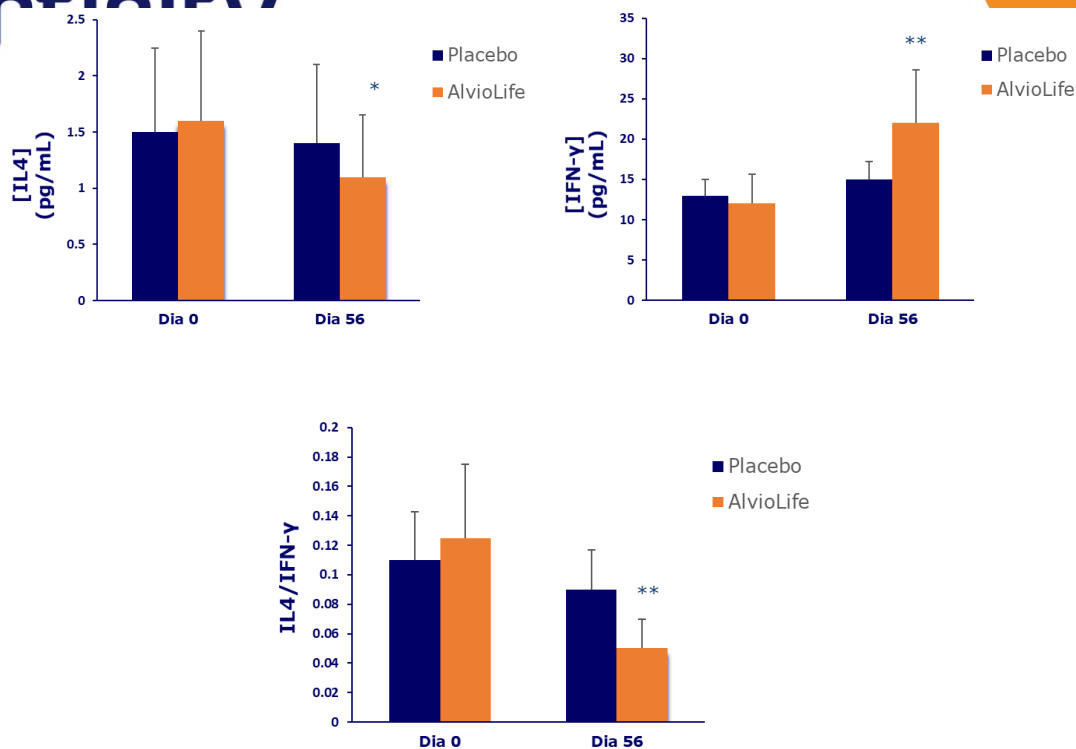 2.5
2
1.5
1
0.5
0
[IL4]
(pg/mL)
*
Placebo
AlvioLife
Dia 0
Dia 56
35
30
25
20
15
10
5
0
[IFN-γ]
(pg/mL)
**
Placebo
AlvioLife
Dia 0
Dia 56
0.2
0.18
0.16
0.14
0.12
0.1
0.08
0.06
0.04
0.02
0
IL4/IFN-γ
**
Placebo
AlvioLife
Dia 0
Dia 56